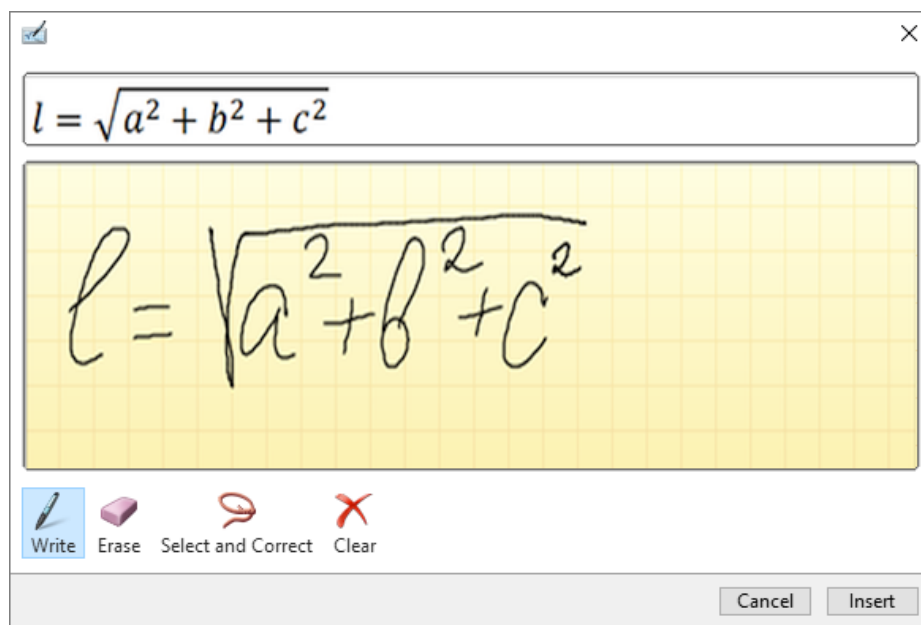 l = √(a² + b² + c²)
l = √(a² + b² + c²)
Write Erase Select and Correct Clear
Cancel Insert